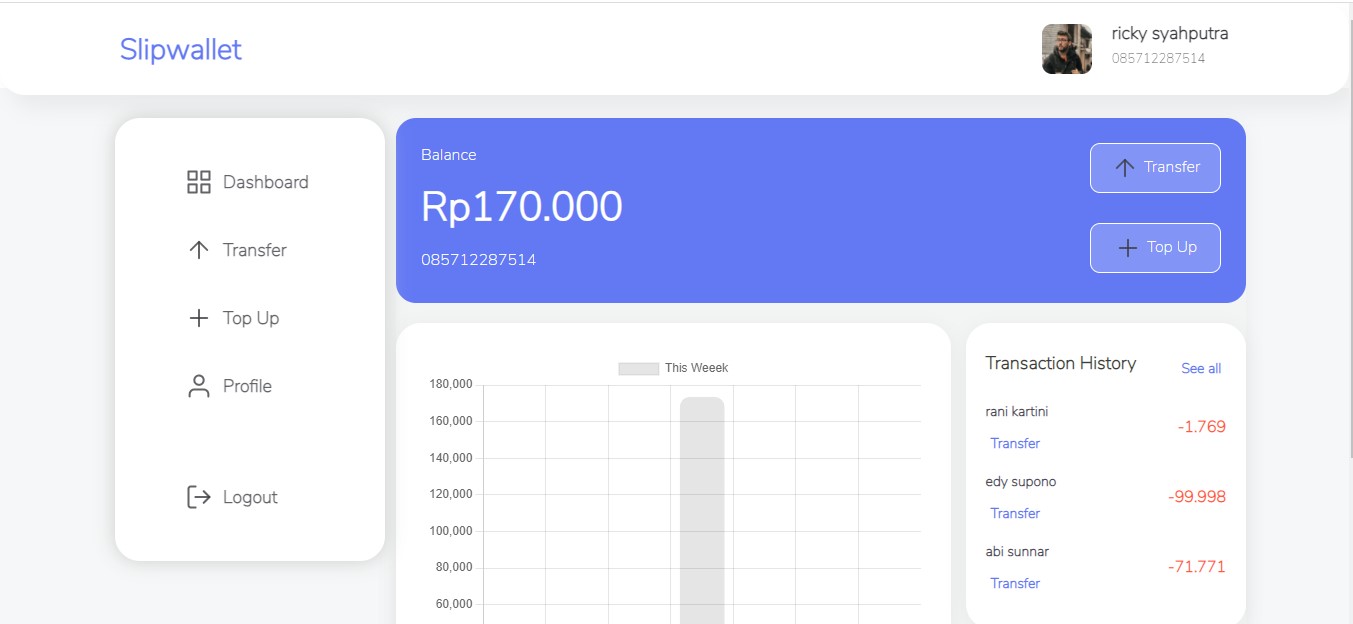 Slipwallet
ricky syahputra
085712287514
Dashboard
Transfer
Top Up
Profile
Logout
Balance
Rp170.000
085712287514
Transfer
Top Up
This Weeek
180,000
160,000
140,000
120,000
100,000
80,000
60,000
Transaction History
See all
rani kartini
Transfer
-1.769
edy supono
Transfer
-99.998
abi sunnar
Transfer
-71.771